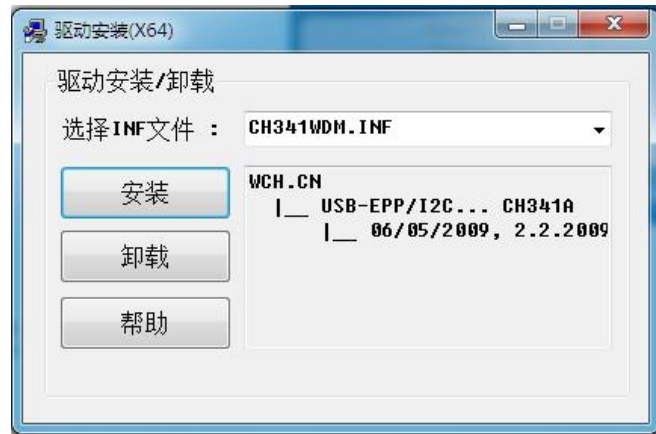 驱动安装(X64)
驱动安装/卸载
选择INF文件 : CH341WDM.INF
安装
卸载
帮助
WCH.CN
|__ USB-EPP/I2C... CH341A
|__ 06/05/2009, 2.2.2009